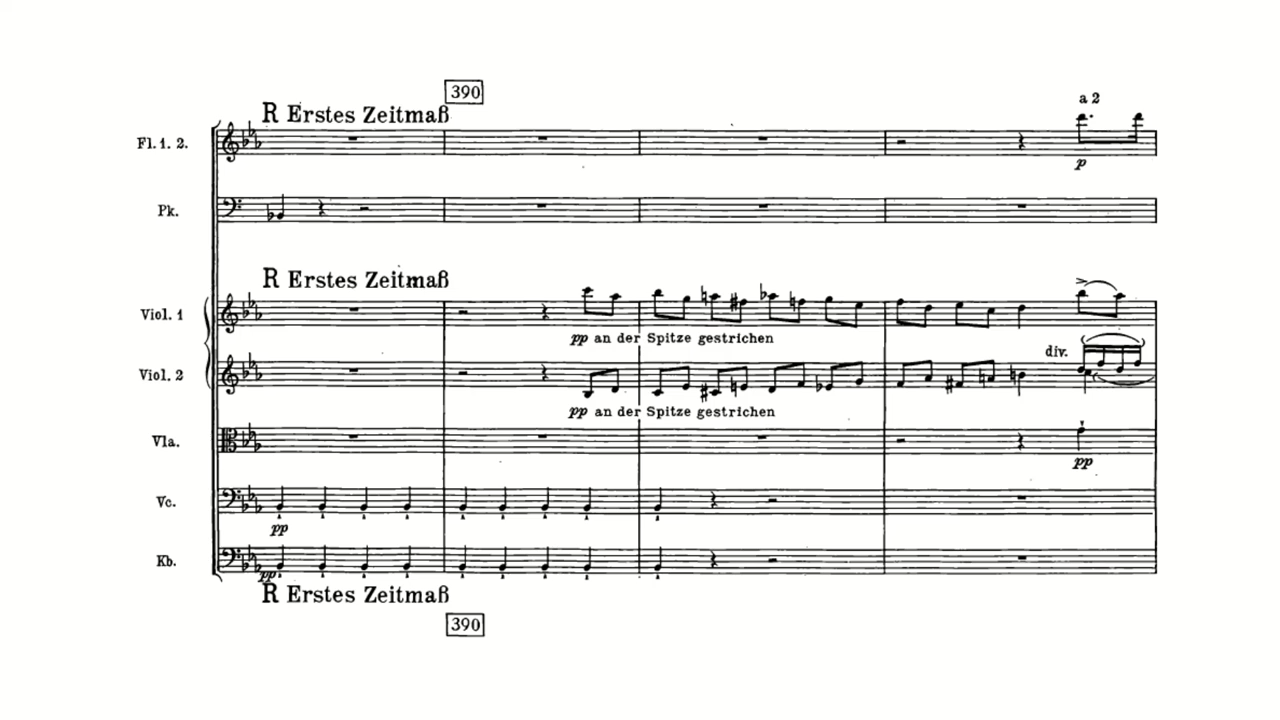 390
R Erstes Zeitmaß
a 2
Fl. 1. 2.
p
Pk.
R Erstes Zeitmaß
Viol. 1
pp an der Spitze gestrichen
div.
Viol. 2
pp an der Spitze gestrichen
Vla.
pp
Vc.
pp
Kb.
pp
R Erstes Zeitmaß
390